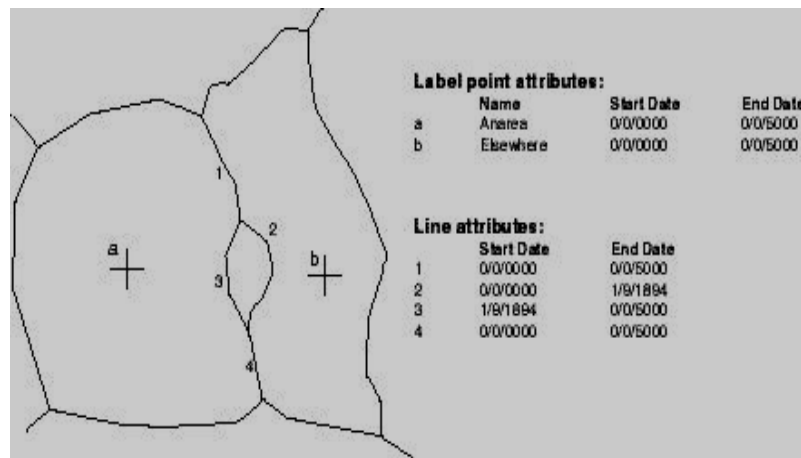 1
2
3
4
a
b
Label point attributes:
Name Start Date End Date
a Anarea 0/0/0000 0/0/5000
b Elsewhere 0/0/0000 0/0/5000
Line attributes:
Start Date End Date
1 0/0/0000 0/0/5000
2 0/0/0000 1/9/1894
3 1/9/1894 0/0/5000
4 0/0/0000 0/0/5000